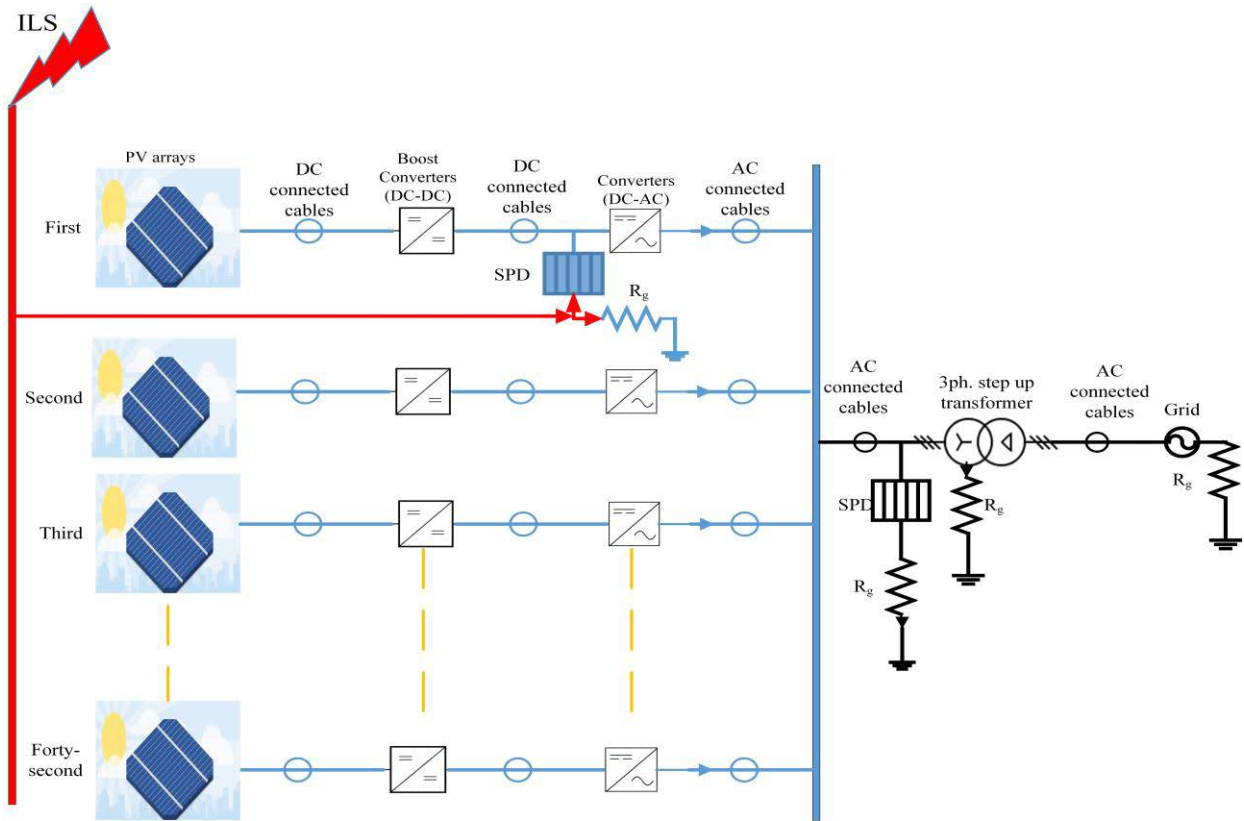 ILS
PV arrays
DC
connected
cables
Boost
Converters
(DC-DC)
DC
connected
cables
Converters
(DC-AC)
AC
connected
cables
First
SPD
Rg
Second
AC
connected
cables
3ph. step up
transformer
AC
connected
cables
Grid
Rg
SPD
Rg
Third
Rg
Forty-
second